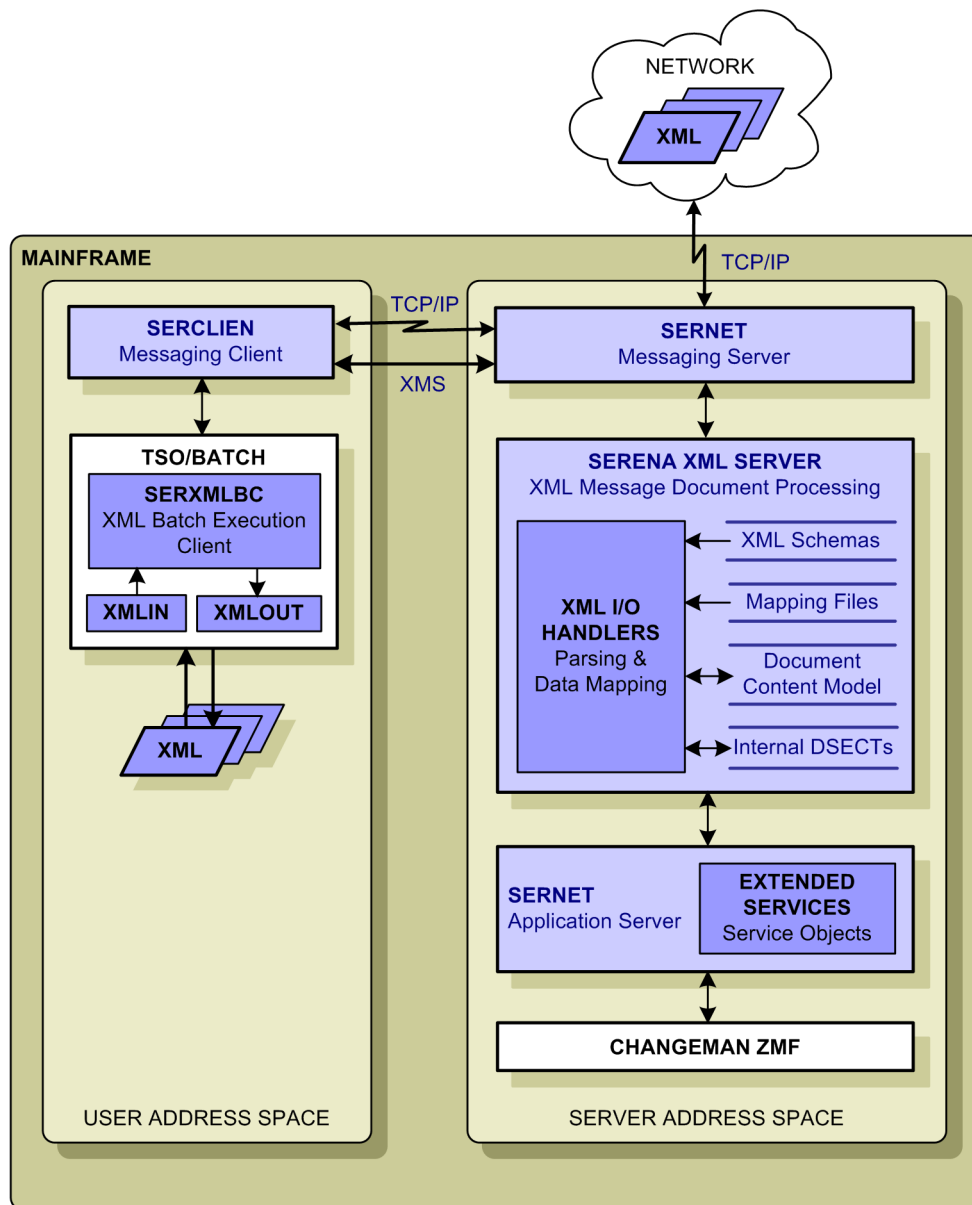 NETWORK
XML
MAINFRAME
TCP/IP
TCP/IP
SERCLIEN
Messaging Client
XMS
SERNET
Messaging Server
TSO/BATCH
SERXMLBC
XML Batch Execution
Client
XMLIN
XMLOUT
XML
USER ADDRESS SPACE
SERENA XML SERVER
XML Message Document Processing
XML I/O
HANDLERS
Parsing &
Data Mapping
XML Schemas
Mapping Files
Document
Content Model
Internal DSECTs
SERNET
Application Server
EXTENDED
SERVICES
Service Objects
CHANGEMAN ZMF
SERVER ADDRESS SPACE